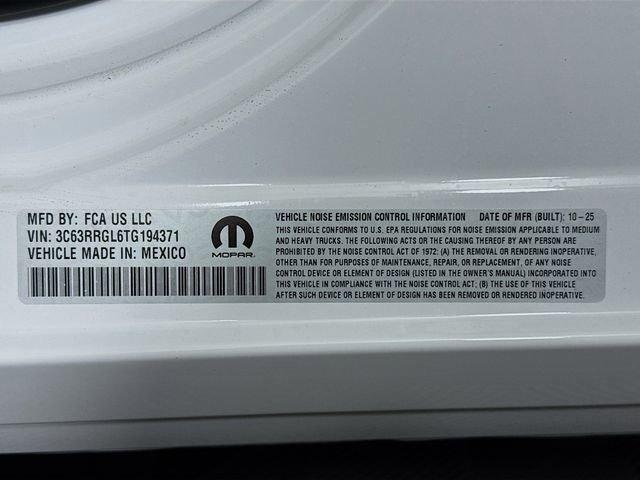 MFD BY: FCA US LLC
VIN: 3C63RRGL6TG194371
VEHICLE MADE IN: MEXICO
MOPAR
VEHICLE NOISE EMISSION CONTROL INFORMATION DATE OF MFR (BUILT): 10-25
THIS VEHICLE CONFORMS TO U.S. EPA REGULATIONS FOR NOISE EMISSION APPLICABLE TO MEDIUM
AND HEAVY TRUCKS. THE FOLLOWING ACTS OR THE CAUSING THEREOF BY ANY PERSON ARE
PROHIBITED BY THE NOISE CONTROL ACT OF 1972: (A) THE REMOVAL OR RENDERING INOPERATIVE,
OTHER THAN FOR PURPOSES OF MAINTENANCE, REPAIR, OR REPLACEMENT, OF ANY NOISE
CONTROL DEVICE OR ELEMENT OF DESIGN (LISTED IN THE OWNER'S MANUAL) INCORPORATED INTO
THIS VEHICLE IN COMPLIANCE WITH THE NOISE CONTROL ACT; (B) THE USE OF THIS VEHICLE
AFTER SUCH DEVICE OR ELEMENT OF DESIGN HAS BEEN REMOVED OR RENDERED INOPERATIVE.